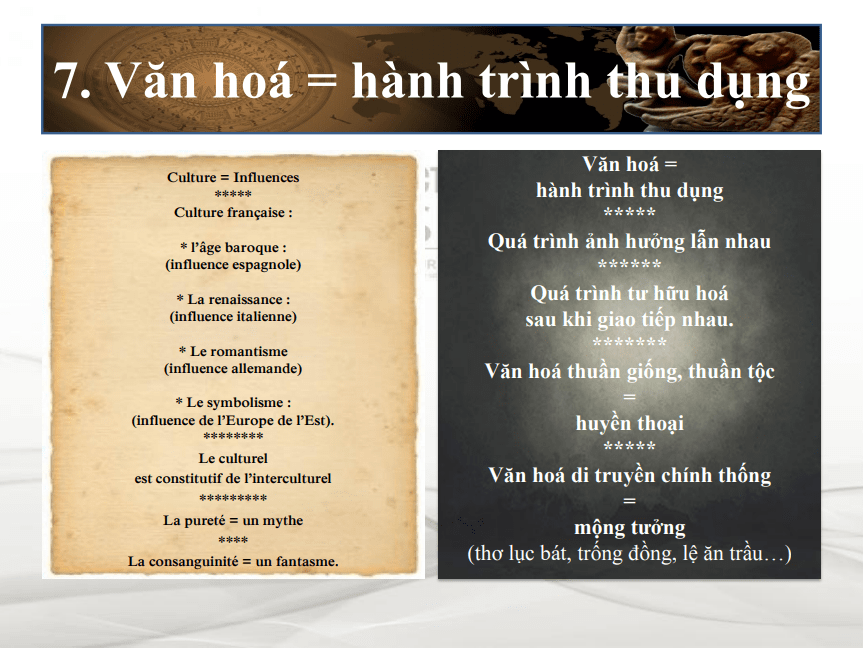 7. Văn hoá = hành trình thu dụng
Culture = Influences
*****
Culture française :
* l’âge baroque :
(influence espagnole)
* La renaissance :
(influence italienne)
* Le romantisme
(influence allemande)
* Le symbolisme :
(influence de l’Europe de l’Est).
********
Le culturel
est constitutif de l’interculturel
*********
La pureté = un mythe
****
La consanguinité = un fantasme.
Văn hoá =
hành trình thu dụng
*****
Quá trình ảnh hưởng lẫn nhau
******
Quá trình tư hữu hoá
sau khi giao tiếp nhau.
*******
Văn hoá thuần giống, thuần tộc
=
huyền thoại
*****
Văn hoá di truyền chính thống
=
mộng tưởng
(thơ lục bát, trống đồng, lệ ăn trầu…)